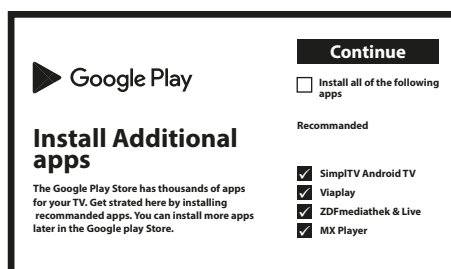 Google Play
Install Additional
apps
The Google Play Store has thousands of apps
for your TV. Get strated here by installing
recommanded apps. You can install more apps
later in the Google play Store.
Continue
Install all of the following
apps
Recommanded
SimplTV Android TV
Viaplay
ZDFmediathek & Live
MX Player